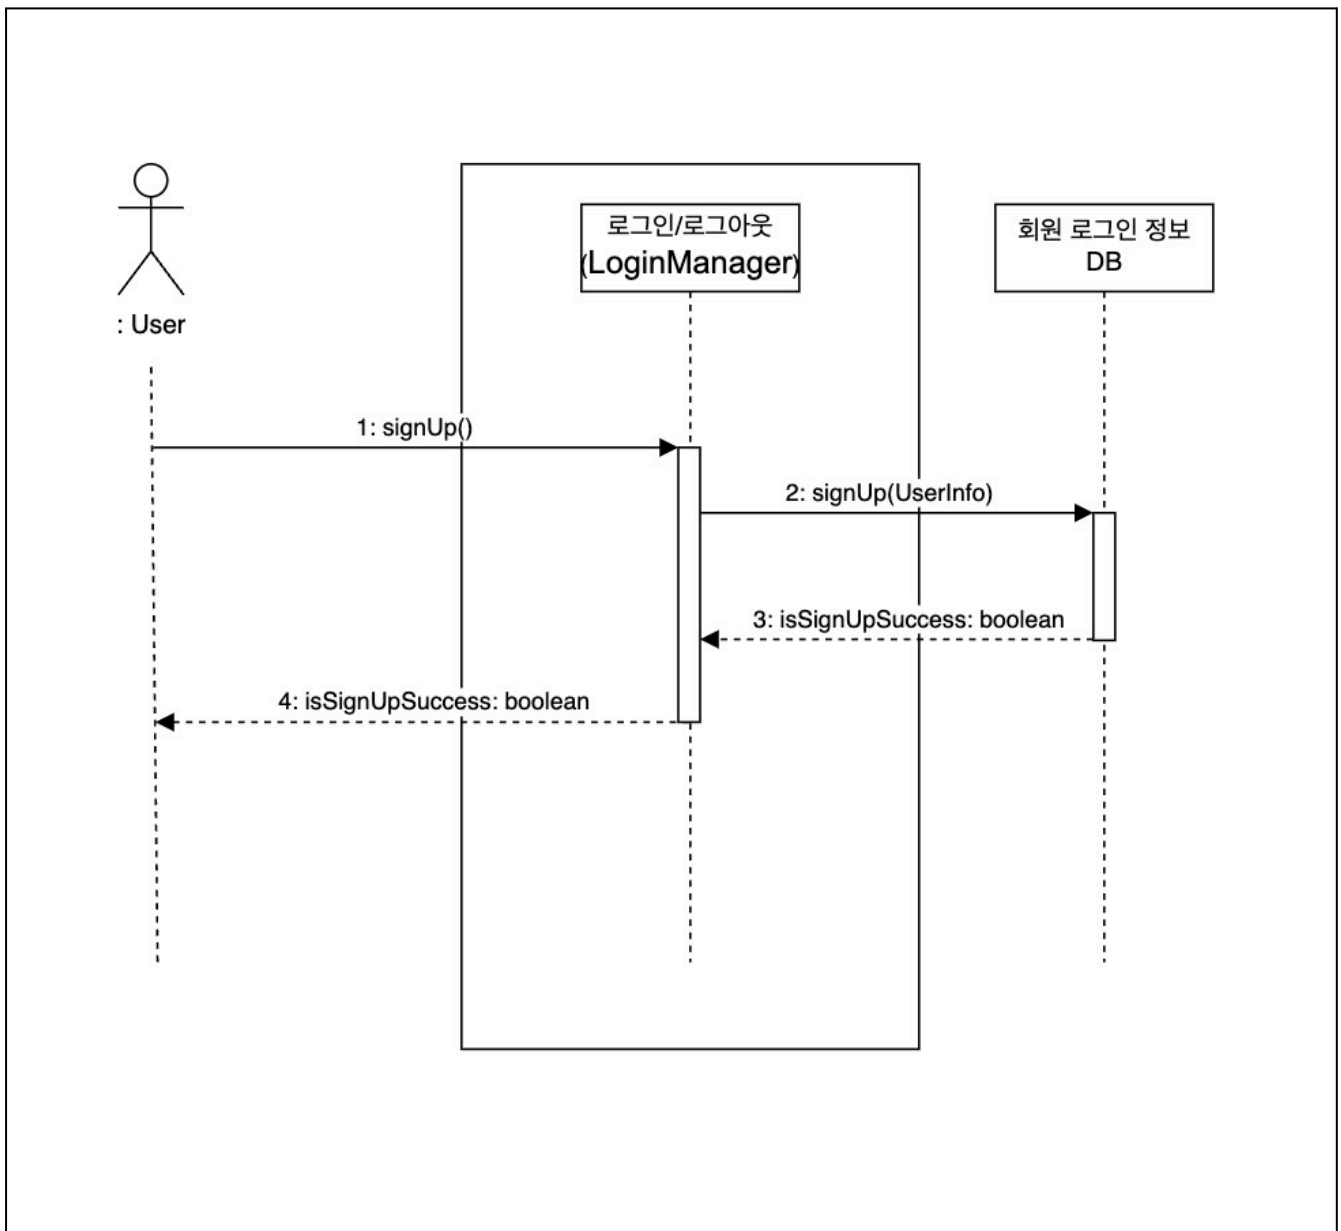 로그인/로그아웃
(LoginManager)
회원 로그인 정보
DB
: User
1: signUp()
2: signUp(UserInfo)
3: isSignUpSuccess: boolean
4: isSignUpSuccess: boolean